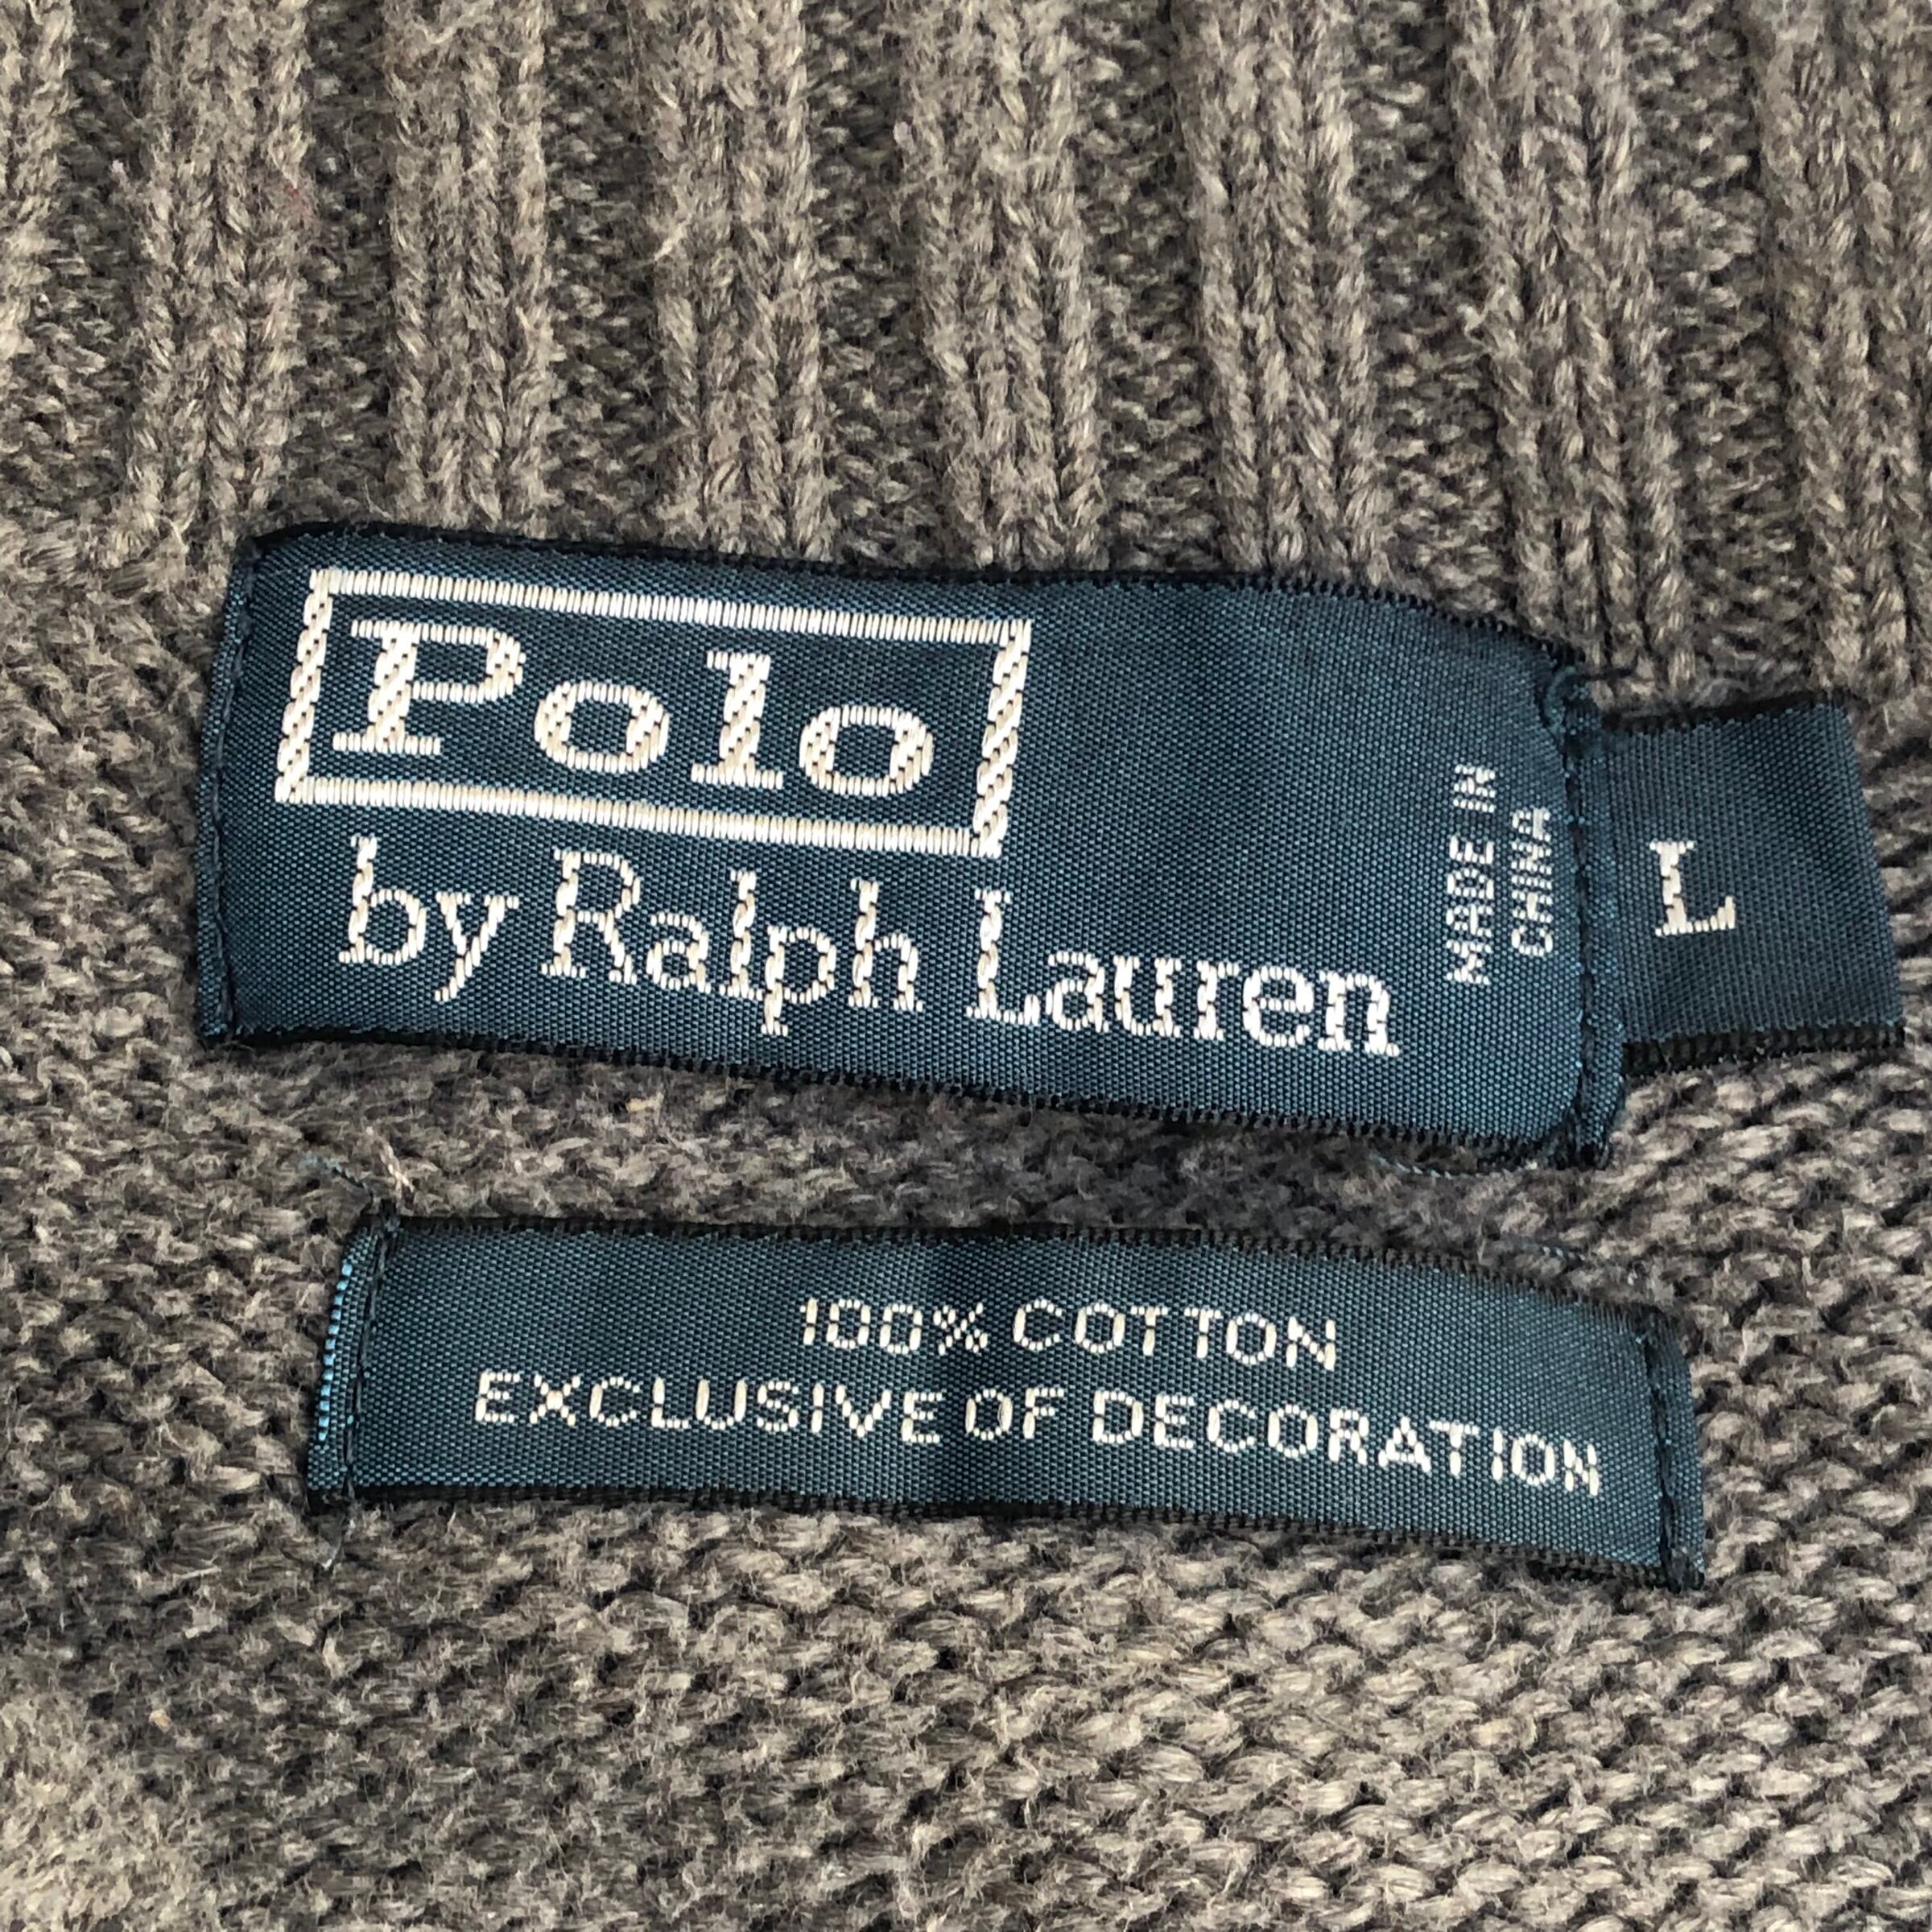 Polo
by Ralph Lauren
MADE IN
CHINA
L
100% COTTON
EXCLUSIVE OF DECORATION